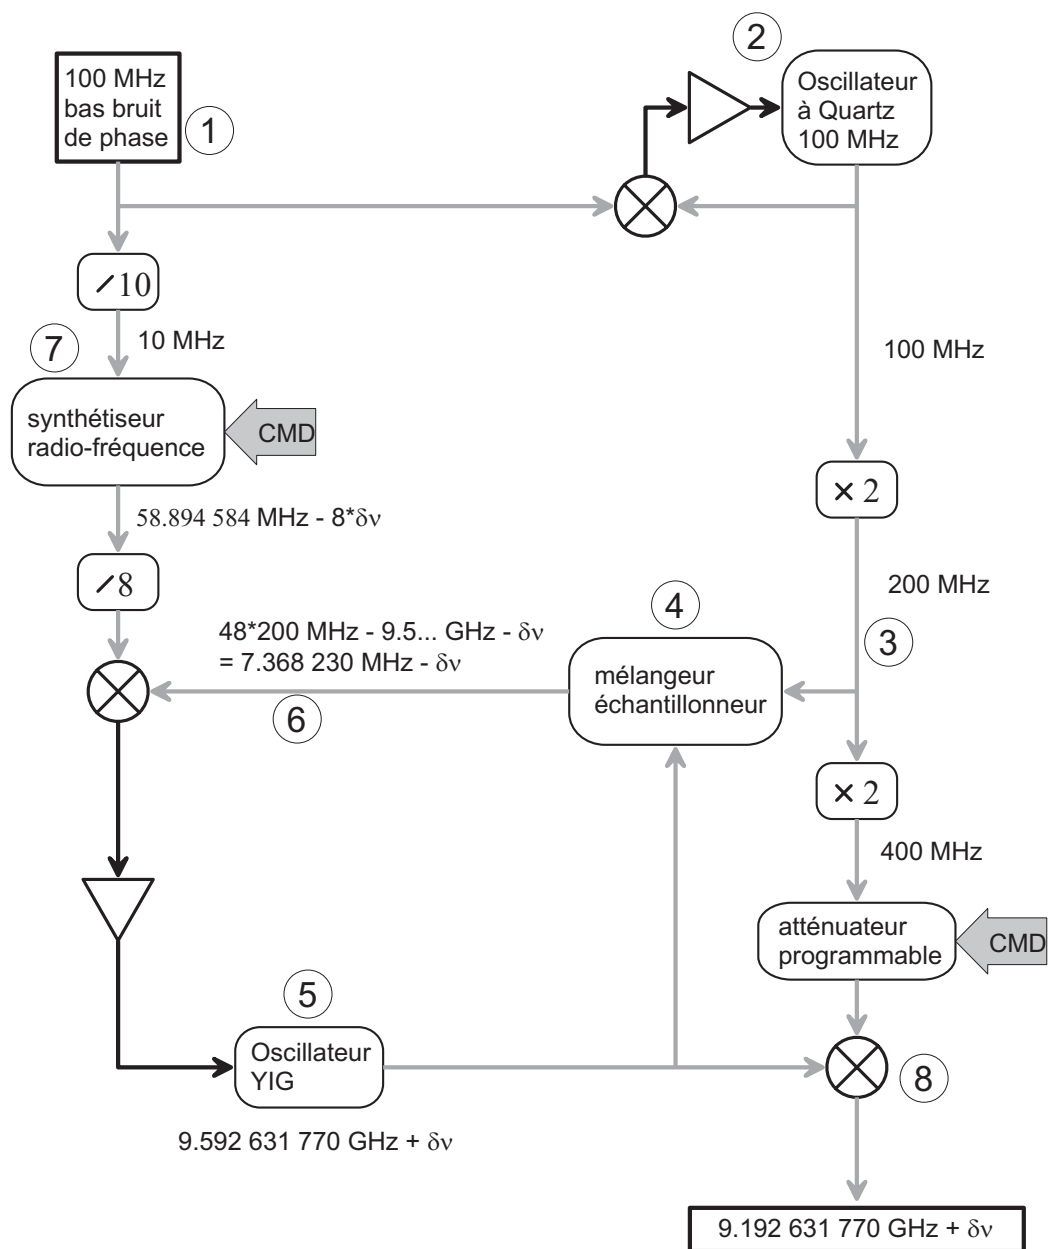 100 MHz
bas bruit
de phase
1
2
Oscillateur
à Quartz
100 MHz
/10
10 MHz
7
synthétiseur
radio-fréquence
CMD
100 MHz
× 2
58.894 584 MHz - 8*δν
/8
200 MHz
3
4
48*200 MHz - 9.5... GHz - δν
= 7.368 230 MHz - δν
mélangeur
échantillonneur
6
× 2
400 MHz
atténuateur
programmable
CMD
5
Oscillateur
YIG
8
9.592 631 770 GHz + δν
9.192 631 770 GHz + δν